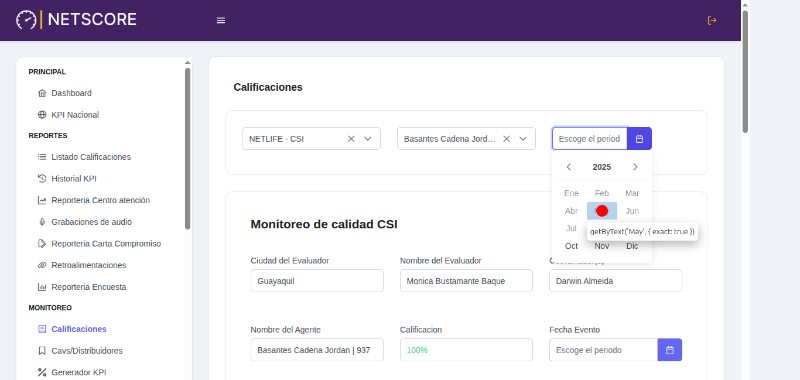 NETSCORE
PRINCIPAL
Dashboard
KPI Nacional
REPORTES
Listado Calificaciones
Historial KPI
Reporteria Centro atención
Grabaciones de audio
Reporteria Carta Compromiso
Retroalimentaciones
Reporteria Encuesta
MONITOREO
Calificaciones
Cavs/Distribuidores
Generador KPI
Calificaciones
NETLIFE - CSI
Basantes Cadena Jord...
Escoge el period
2025
Ene Feb Mar
Abr Jun
Jul
getByText('May', { exact: true })
Oct Nov Dic
Monitoreo de calidad CSI
Ciudad del Evaluador
Guayaquil
Nombre del Evaluador
Monica Bustamante Baque
Darwin Almeida
Nombre del Agente
Basantes Cadena Jordan | 937
Calificacion
100%
Fecha Evento
Escoge el periodo